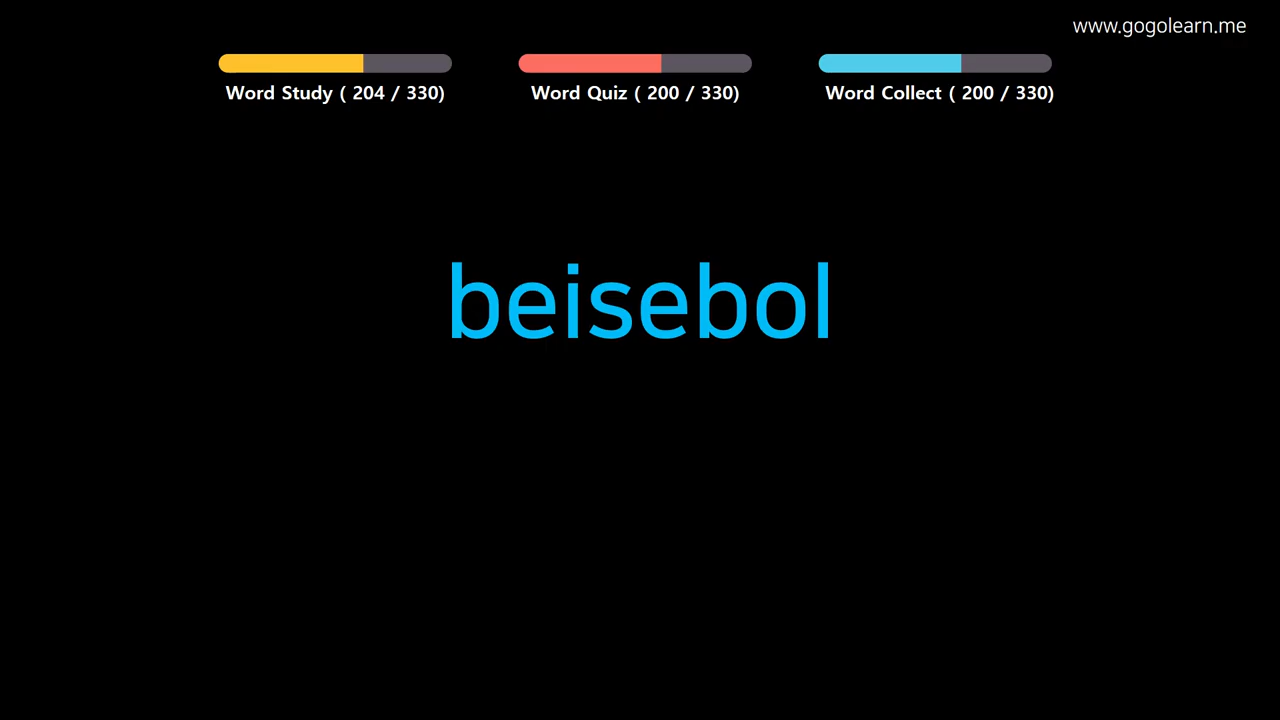 www.gogolearn.me
Word Study ( 204 / 330)
Word Quiz ( 200 / 330)
Word Collect ( 200 / 330)
beisebol